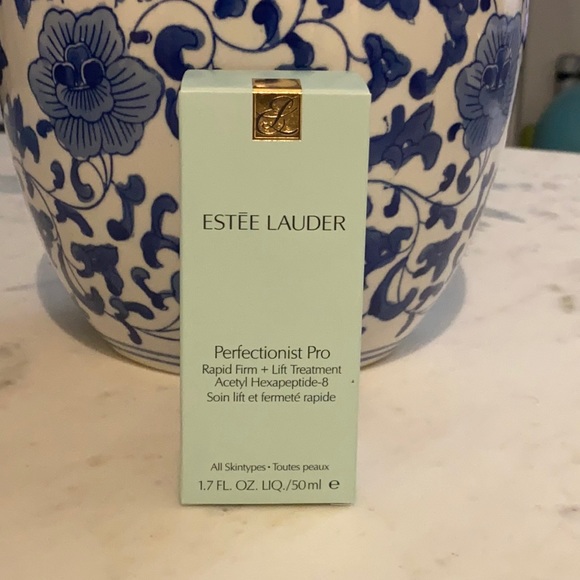 ESTĒE LAUDER
Perfectionist Pro
Rapid Firm + Lift Treatment
Acetyl Hexapeptide-8
Soin lift et fermeté rapide
All Skintypes • Toutes peaux
1.7 FL. OZ. LIQ./50 ml ℮